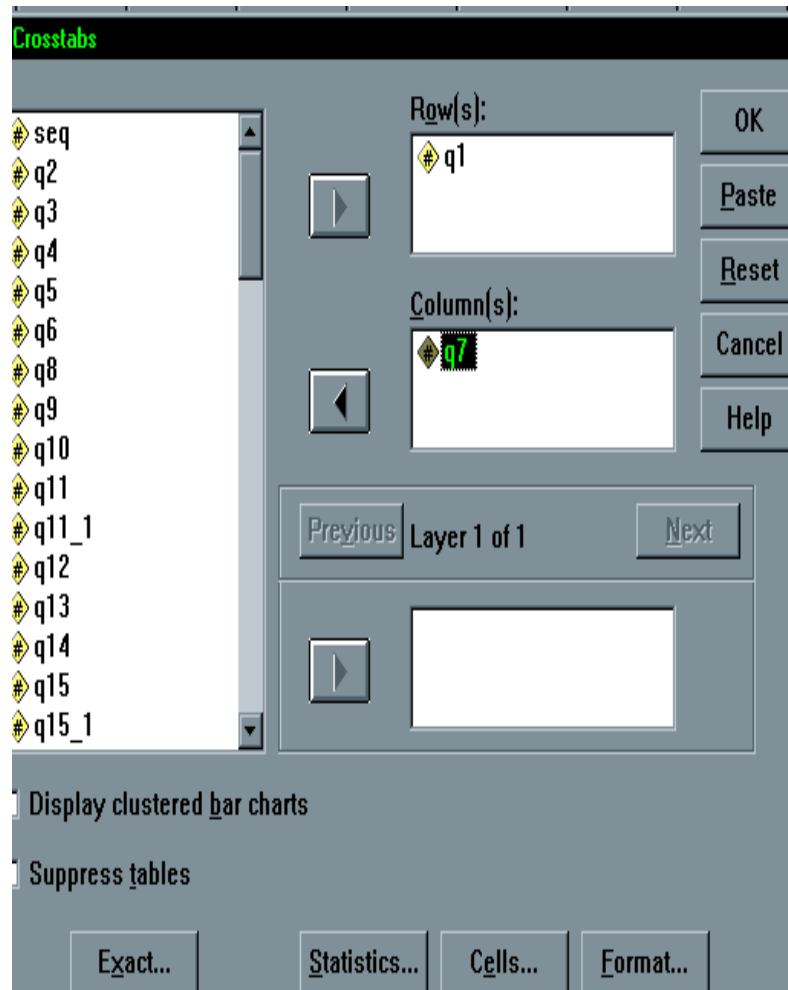 Crosstabs
seq
q2
q3
q4
q5
q6
q8
q9
q10
q11
q11_1
q12
q13
q14
q15
q15_1
Row(s):
q1
Column(s):
q7
OK
Paste
Reset
Cancel
Help
Previous Layer 1 of 1 Next
Display clustered bar charts
Suppress tables
Exact... Statistics... Cells... Format...